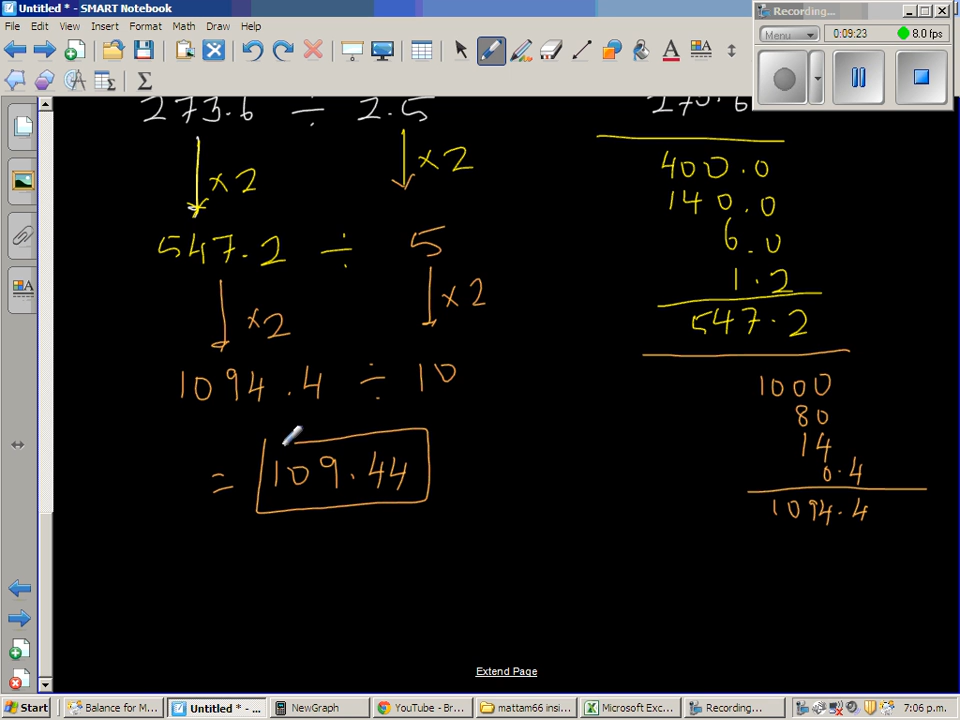 Untitled * - SMART Notebook
Recording...
File Edit View Insert Format Math Draw Help
Menu 0:09:23 8.0 fps
273.6 ÷ 2.5
×2 ×2
547.2 ÷ 5
×2 ×2
1094.4 ÷ 10
= 109.44
400.0
140.0
6.0
1.2
547.2
1000
80
14
0.4
1094.4
Extend Page
Start Balance for M... Untitled * - ... NewGraph YouTube - Br... mattam66 insi... Microsoft Exc... Recording... 7:06 p.m.